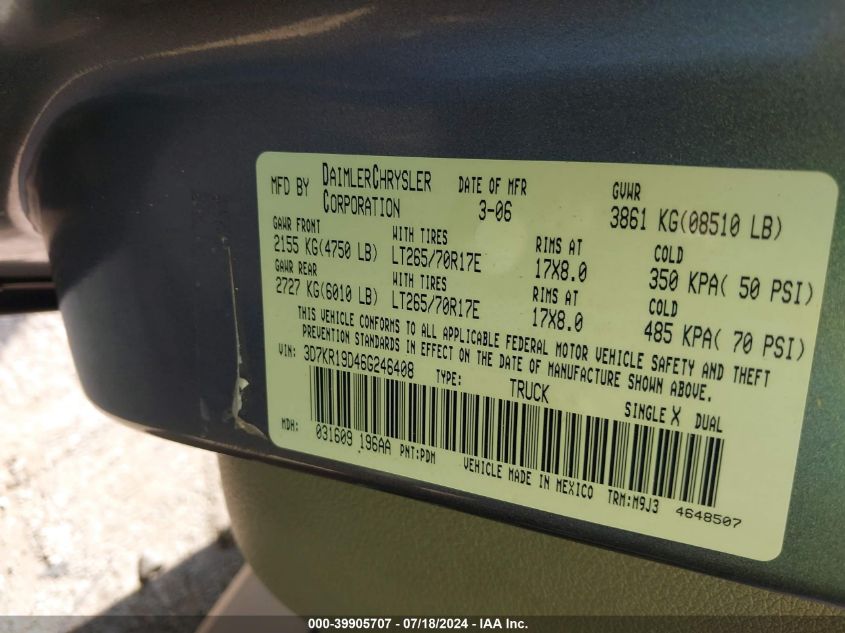 MFD BY DAIMLERCHRYSLER CORPORATION
DATE OF MFR 3-06
GVWR 3861 KG(08510 LB)
GAWR FRONT WITH TIRES RIMS AT COLD
2155 KG(4750 LB) LT265/70R17E 17X8.0 350 KPA( 50 PSI)
GAWR REAR WITH TIRES RIMS AT COLD
2727 KG(6010 LB) LT265/70R17E 17X8.0 485 KPA( 70 PSI)
THIS VEHICLE CONFORMS TO ALL APPLICABLE FEDERAL MOTOR VEHICLE SAFETY AND THEFT
PREVENTION STANDARDS IN EFFECT ON THE DATE OF MANUFACTURE SHOWN ABOVE.
VIN: 3D7KR19D46G246408 TYPE: TRUCK
SINGLE X DUAL
MDH: 031609 196AA PNT:PDM VEHICLE MADE IN MEXICO TRM:M9J3 4648507
000-39905707 - 07/18/2024 - IAA Inc.